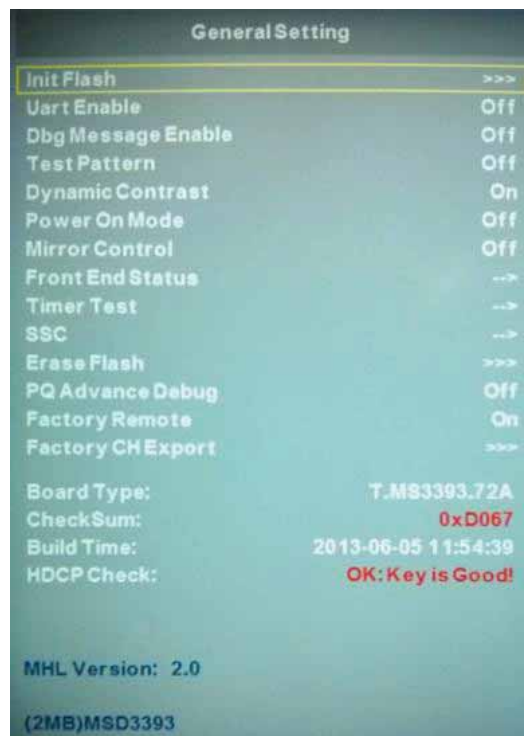 General Setting
Init Flash >>>
Uart Enable Off
Dbg Message Enable Off
Test Pattern Off
Dynamic Contrast On
Power On Mode Off
Mirror Control Off
Front End Status -->
Timer Test -->
SSC -->
Erase Flash >>>
PQ Advance Debug Off
Factory Remote On
Factory CH Export >>>
Board Type: T.MS3393.72A
CheckSum: 0xD067
Build Time: 2013-06-05 11:54:39
HDCP Check: OK: Key is Good!
MHL Version: 2.0
(2MB)MSD3393